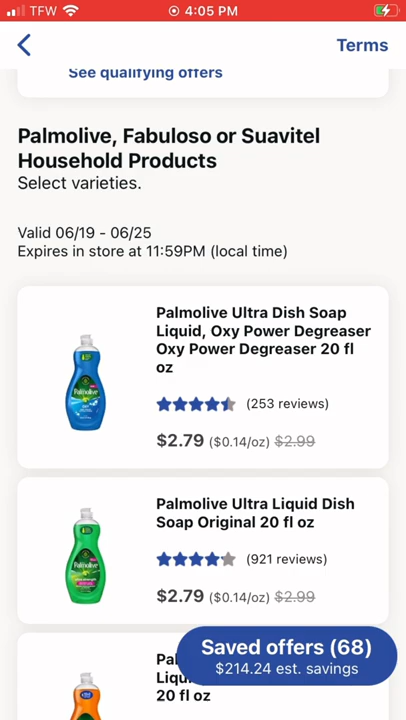 TFW 4:05 PM
Terms
See qualifying offers
Palmolive, Fabuloso or Suavitel
Household Products
Select varieties.
Valid 06/19 - 06/25
Expires in store at 11:59PM (local time)
Palmolive Ultra Dish Soap
Liquid, Oxy Power Degreaser
Oxy Power Degreaser 20 fl
oz
(253 reviews)
$2.79 ($0.14/oz) $2.99
Palmolive
Palmolive Ultra Liquid Dish
Soap Original 20 fl oz
(921 reviews)
$2.79 ($0.14/oz) $2.99
Palmolive
Saved offers (68)
$214.24 est. savings
20 fl oz